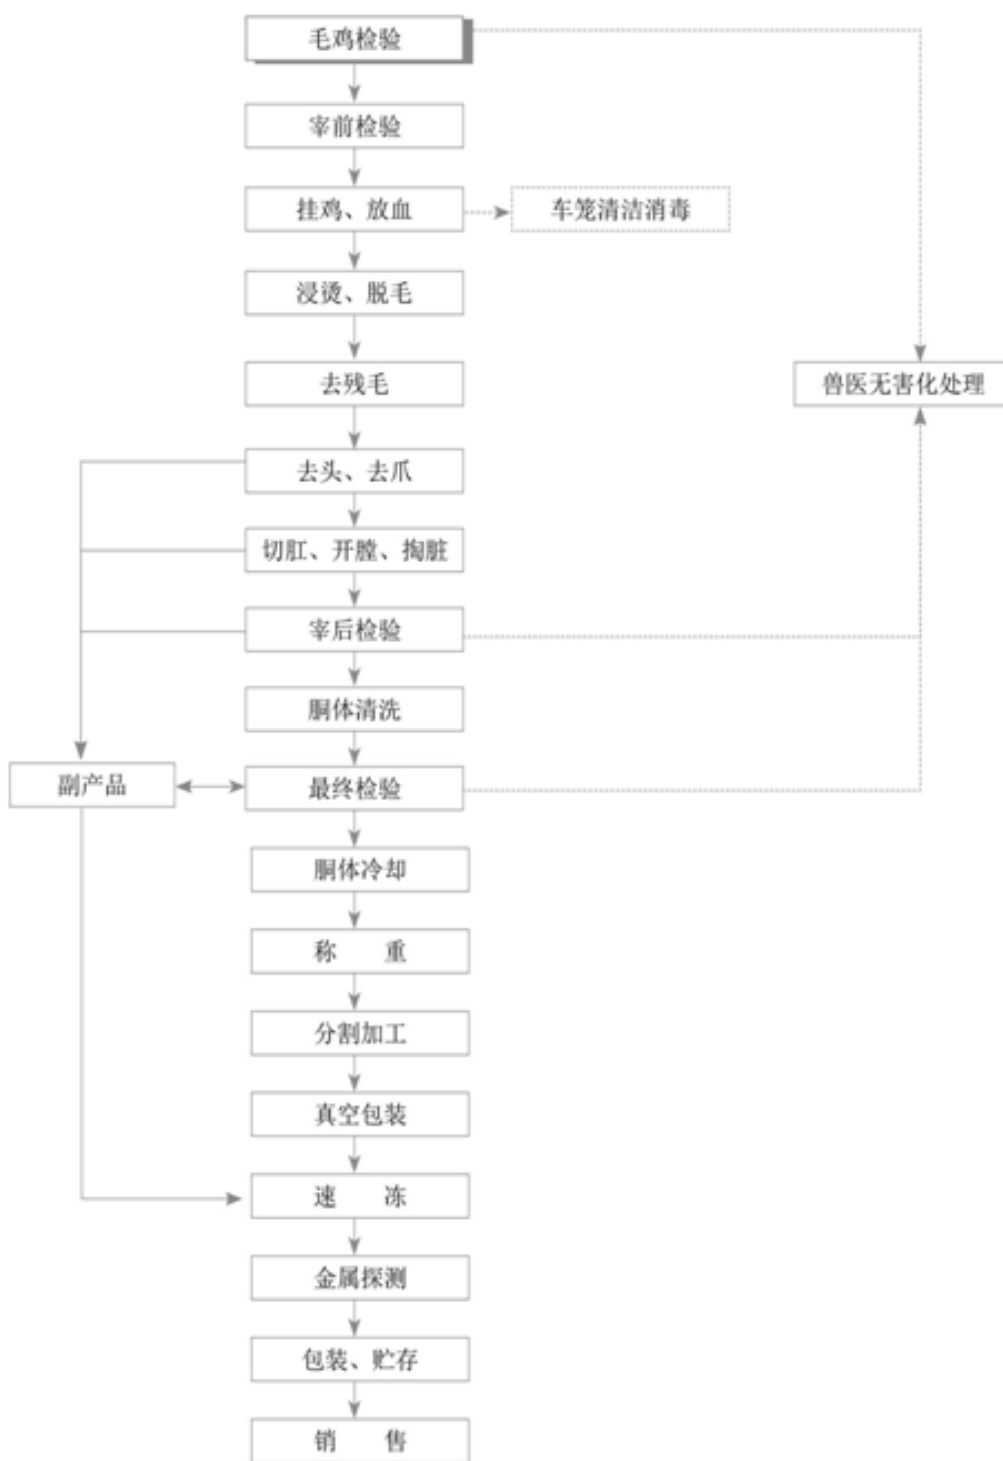 毛鸡检验
宰前检验
挂鸡、放血
车笼清洁消毒
浸烫、脱毛
去残毛
兽医无害化处理
去头、去爪
切肛、开膛、掏脏
宰后检验
胴体清洗
副产品
最终检验
胴体冷却
称 重
分割加工
真空包装
速 冻
金属探测
包装、贮存
销 售